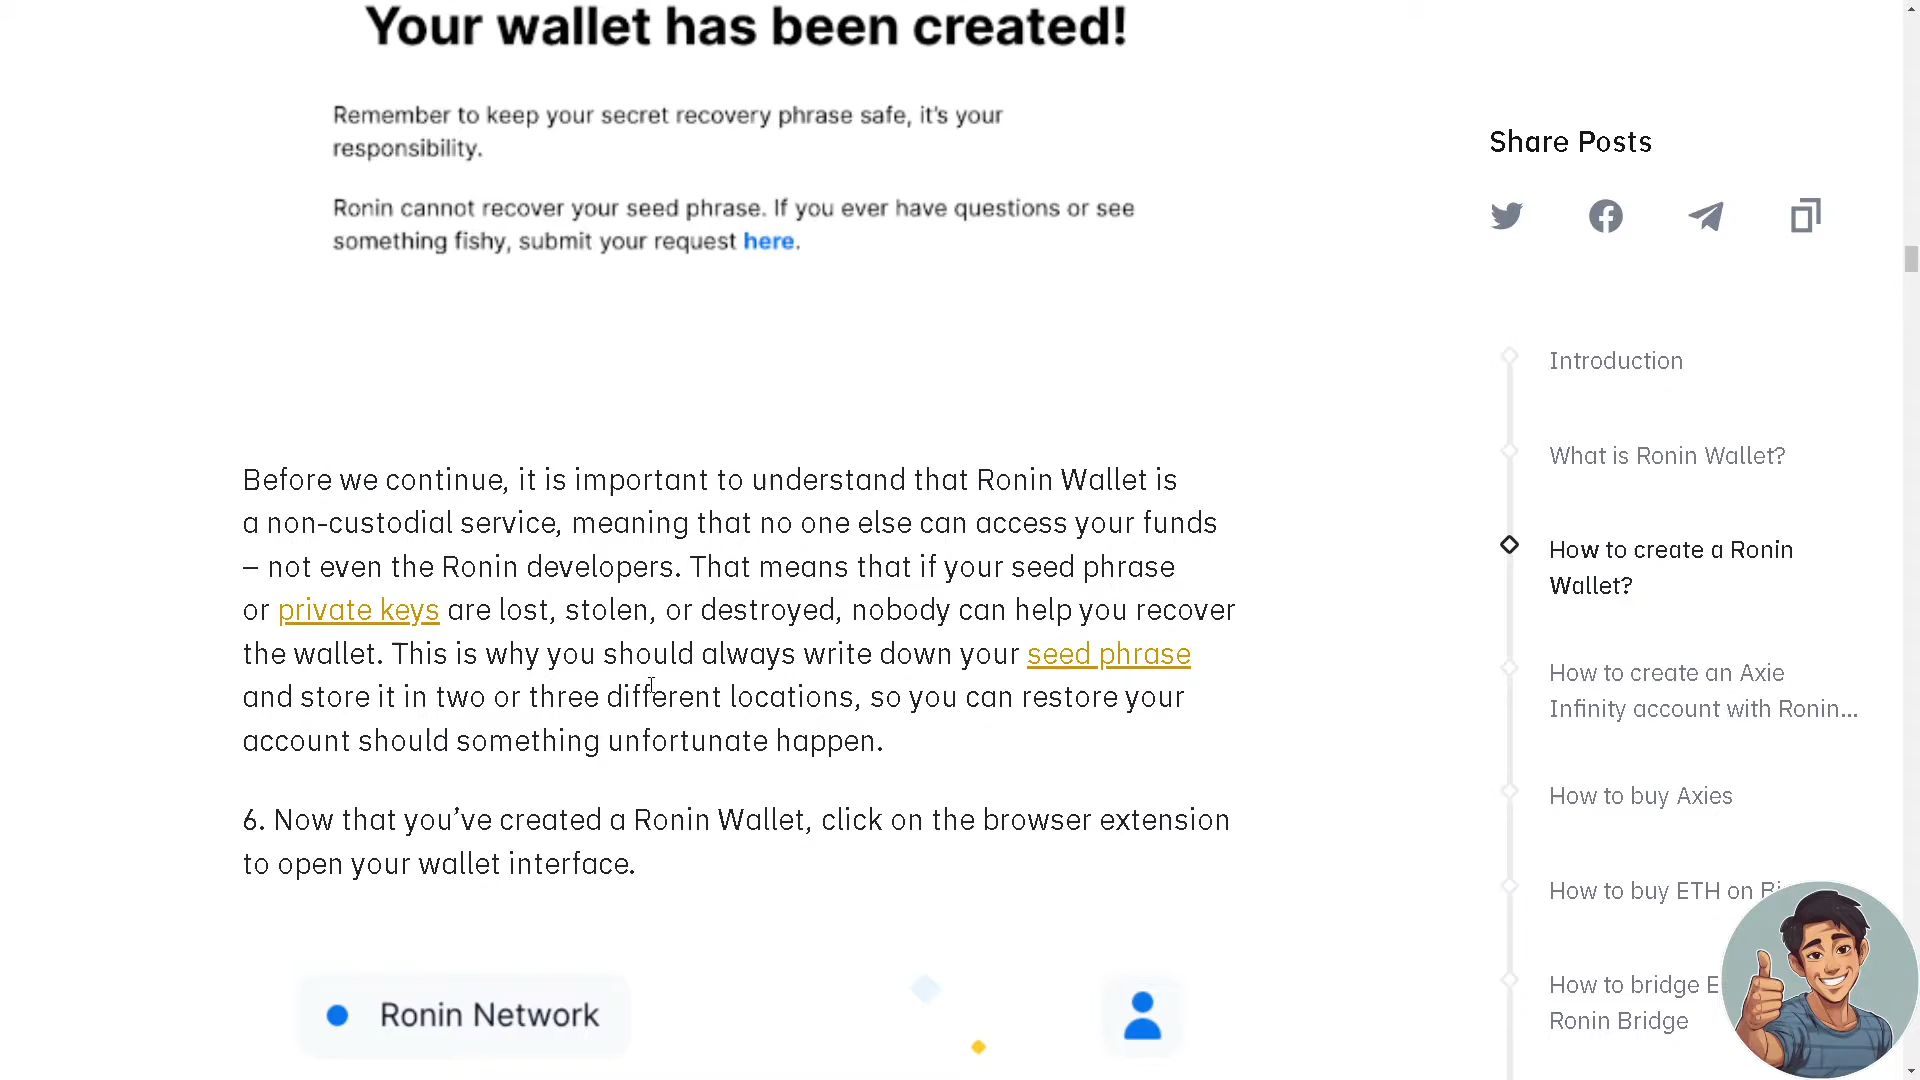 Your wallet has been created!
Remember to keep your secret recovery phrase safe, it's your
responsibility.
Ronin cannot recover your seed phrase. If you ever have questions or see
something fishy, submit your request here.
Before we continue, it is important to understand that Ronin Wallet is
a non-custodial service, meaning that no one else can access your funds
– not even the Ronin developers. That means that if your seed phrase
or private keys are lost, stolen, or destroyed, nobody can help you recover
the wallet. This is why you should always write down your seed phrase
and store it in two or three different locations, so you can restore your
account should something unfortunate happen.
6. Now that you’ve created a Ronin Wallet, click on the browser extension
to open your wallet interface.
Ronin Network
Share Posts
Introduction
What is Ronin Wallet?
How to create a Ronin
Wallet?
How to create an Axie
Infinity account with Ronin...
How to buy Axies
How to buy ETH on
How to bridge
Ronin Bridge